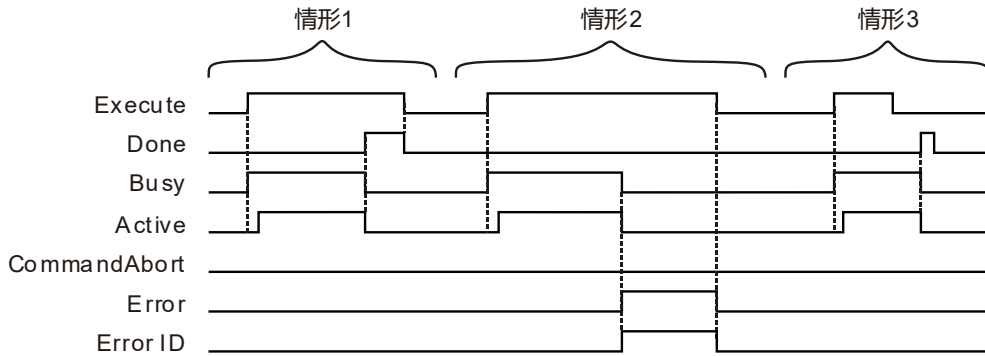 情形1 情形2 情形3
Execute
Done
Busy
Active
CommandAbort
Error
Error ID